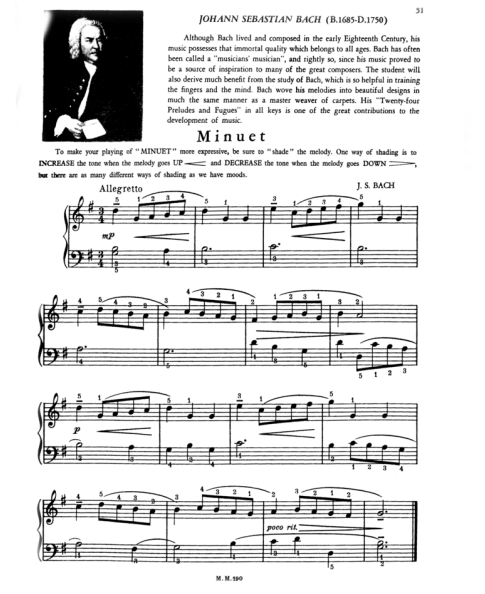 51
JOHANN SEBASTIAN BACH (B.1685-D.1750)
Although Bach lived and composed in the early Eighteenth Century, his
music possesses that immortal quality which belongs to all ages. Bach has often
been called a "musicians' musician", and rightly so, since his music proved to
be a source of inspiration to many of the great composers. The student will
also derive much benefit from the study of Bach, which is so helpful in training
the fingers and the mind. Bach wove his melodies into beautiful designs in
much the same manner as a master weaver of carpets. His "Twenty-four
Preludes and Fugues" in all keys is one of the great contributions to the
development of music.
Minuet
To make your playing of "MINUET" more expressive, be sure to "shade" the melody. One way of shading is to
INCREASE the tone when the melody goes UP and DECREASE the tone when the melody goes DOWN ,
but there are as many different ways of shading as we have moods.
Allegretto
J. S. BACH
mp
p
poco rit.
M. M. 290